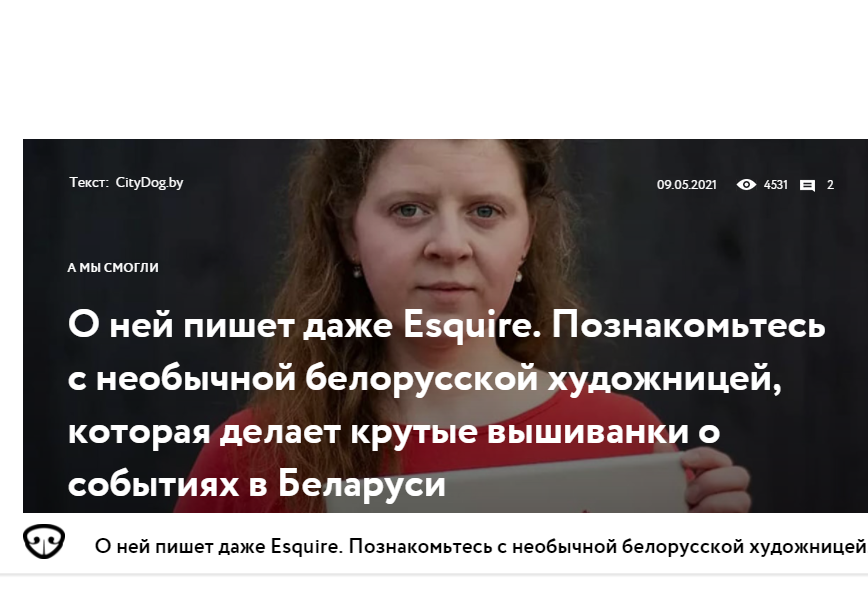 Текст: CityDog.by
09.05.2021 4531 2
А МЫ СМОГЛИ
О ней пишет даже Esquire. Познакомьтесь
с необычной белорусской художницей,
которая делает крутые вышиванки о
событиях в Беларуси
О ней пишет даже Esquire. Познакомьтесь с необычной белорусской художницей